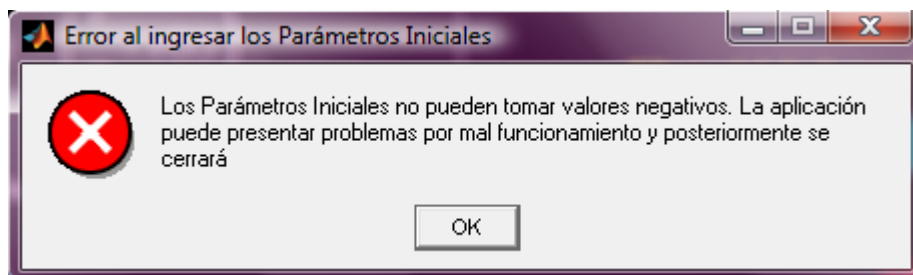 Error al ingresar los Parámetros Iniciales
Los Parámetros Iniciales no pueden tomar valores negativos. La aplicación
puede presentar problemas por mal funcionamiento y posteriormente se
cerrará
OK